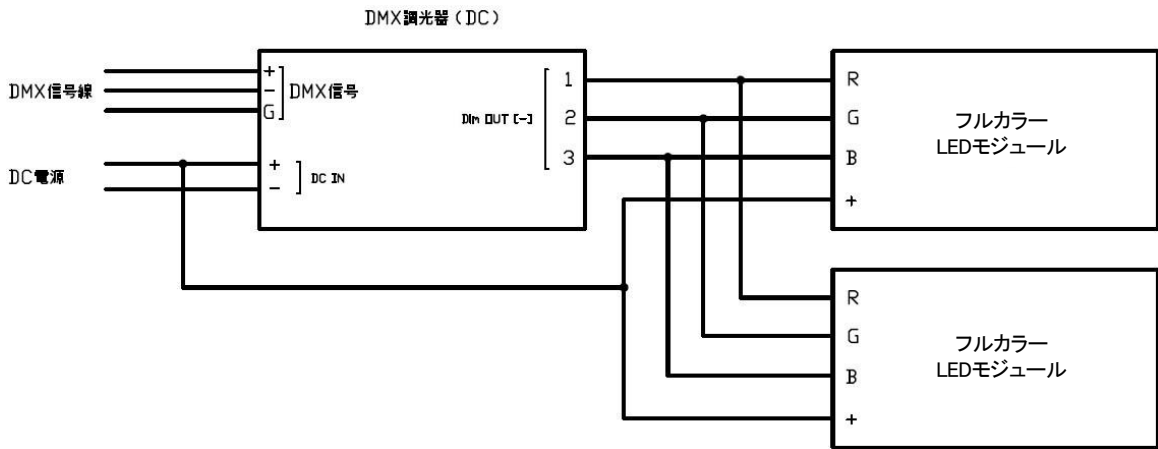 DMX調光器(DC)
DMX信号線
+
-
G
DMX信号
DC電源
+
-
DC IN
Dim OUT [-]
1
2
3
R
G
B
+
フルカラー
LEDモジュール
R
G
B
+
フルカラー
LEDモジュール